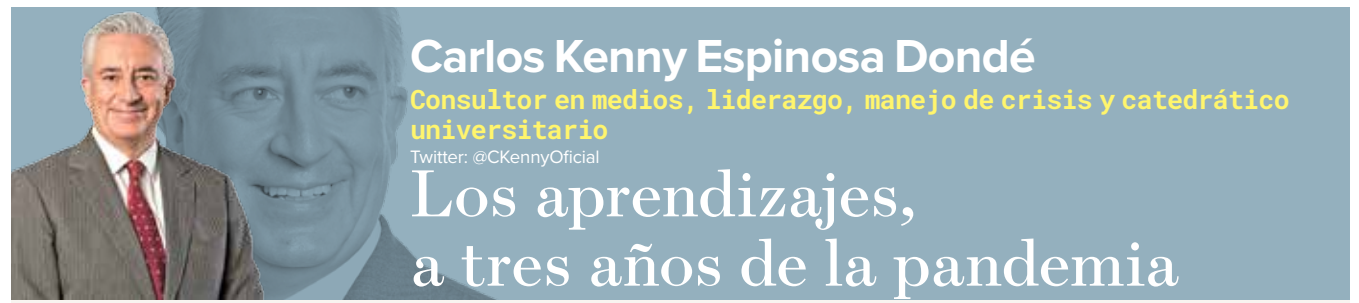 Carlos Kenny Espinosa Dondé
Consultor en medios, liderazgo, manejo de crisis y catedrático
universitario
Twitter: @CKennyOficial
Los aprendizajes,
a tres años de la pandemia